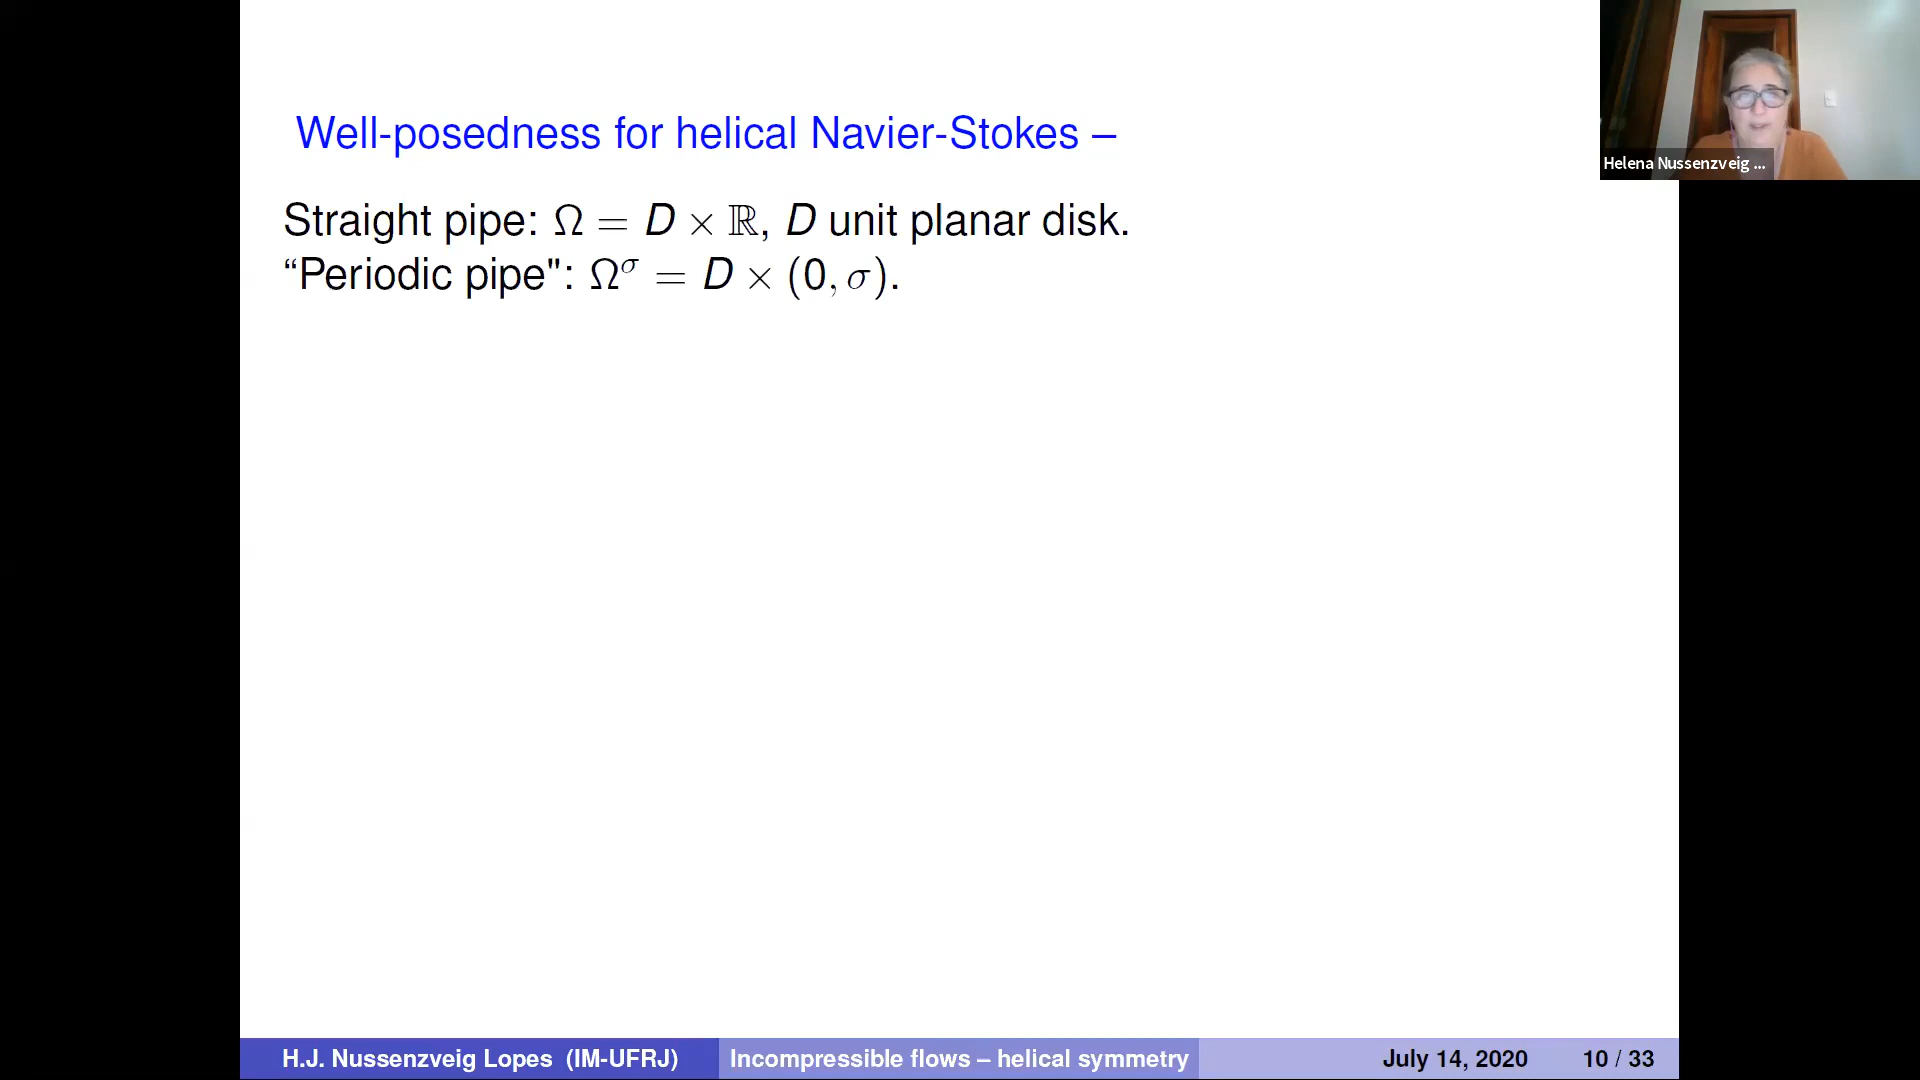 Well-posedness for helical Navier-Stokes –
Helena Nussenzveig ...
Straight pipe: Ω = D × ℝ, D unit planar disk.
“Periodic pipe": Ω^σ = D × (0, σ).
H.J. Nussenzveig Lopes (IM-UFRJ)
Incompressible flows – helical symmetry
July 14, 2020
10 / 33